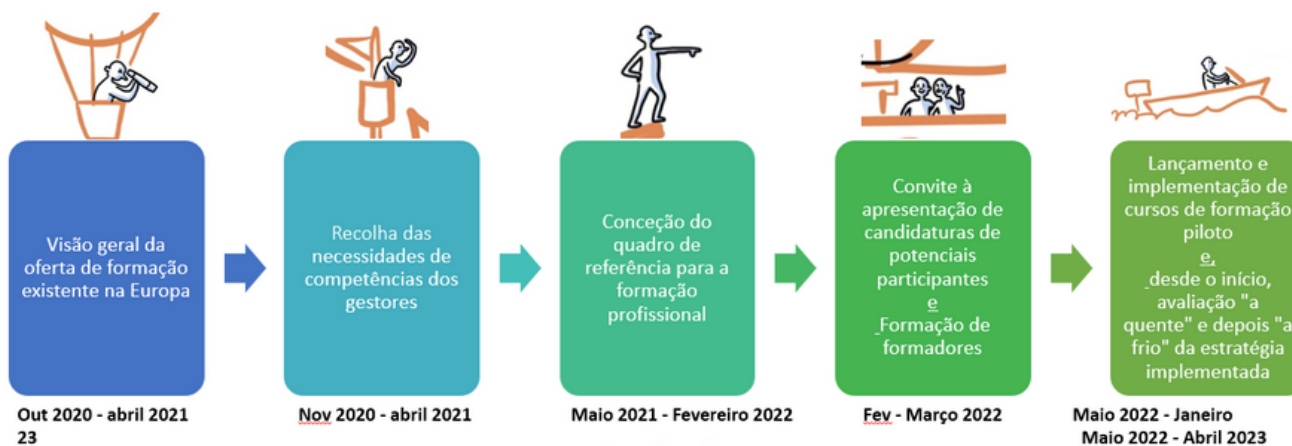 Visão geral da
oferta de formação
existente na Europa
Recolha das
necessidades de
competências dos
gestores
Conceção do
quadro de
referência para a
formação
profissional
Convite à
apresentação de
candidaturas de
potenciais
participantes
e
Formação de
formadores
Lançamento e
implementação de
cursos de formação
piloto
e,
desde o início,
avaliação "a
quente" e depois "a
frio" da estratégia
implementada
Out 2020 - abril 2021
23
Nov 2020 - abril 2021
Maio 2021 - Fevereiro 2022
Fev - Março 2022
Maio 2022 - Janeiro
Maio 2022 - Abril 2023